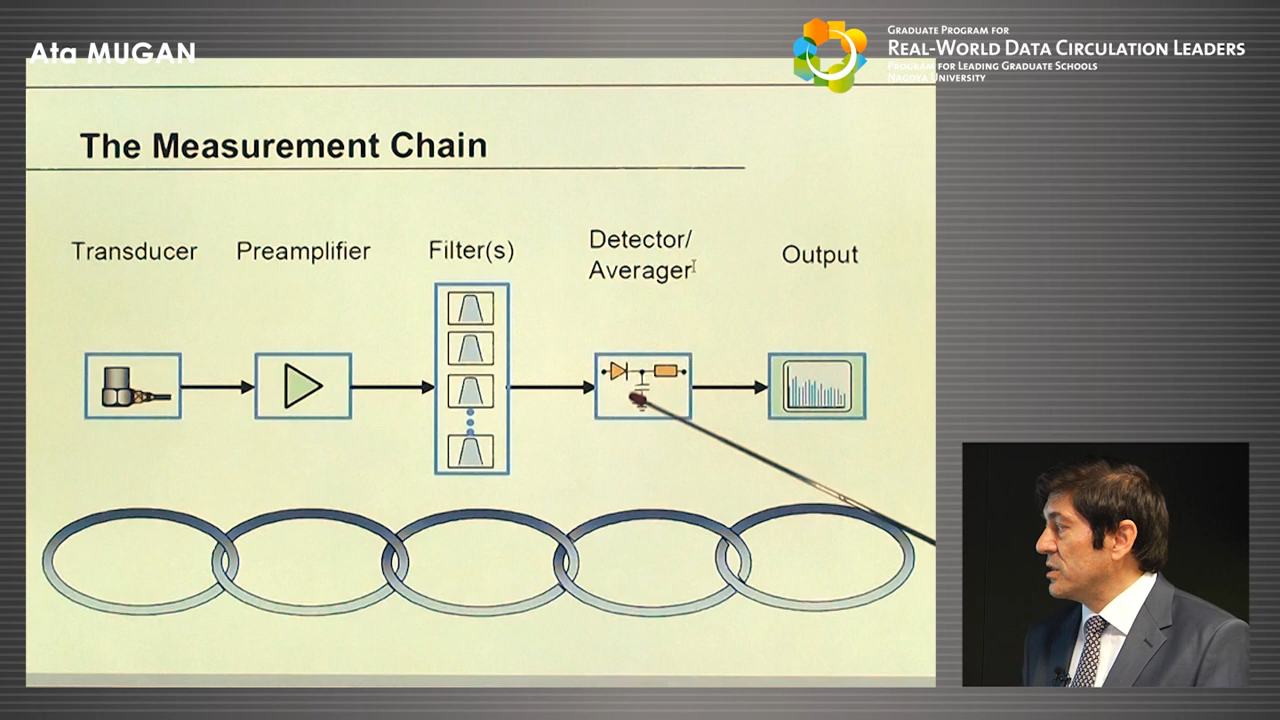 Ata MUGAN
GRADUATE PROGRAM FOR
REAL-WORLD DATA CIRCULATION LEADERS
PROGRAM FOR LEADING GRADUATE SCHOOLS
NAGOYA UNIVERSITY
The Measurement Chain
Transducer
Preamplifier
Filter(s)
Detector/
Averager
Output